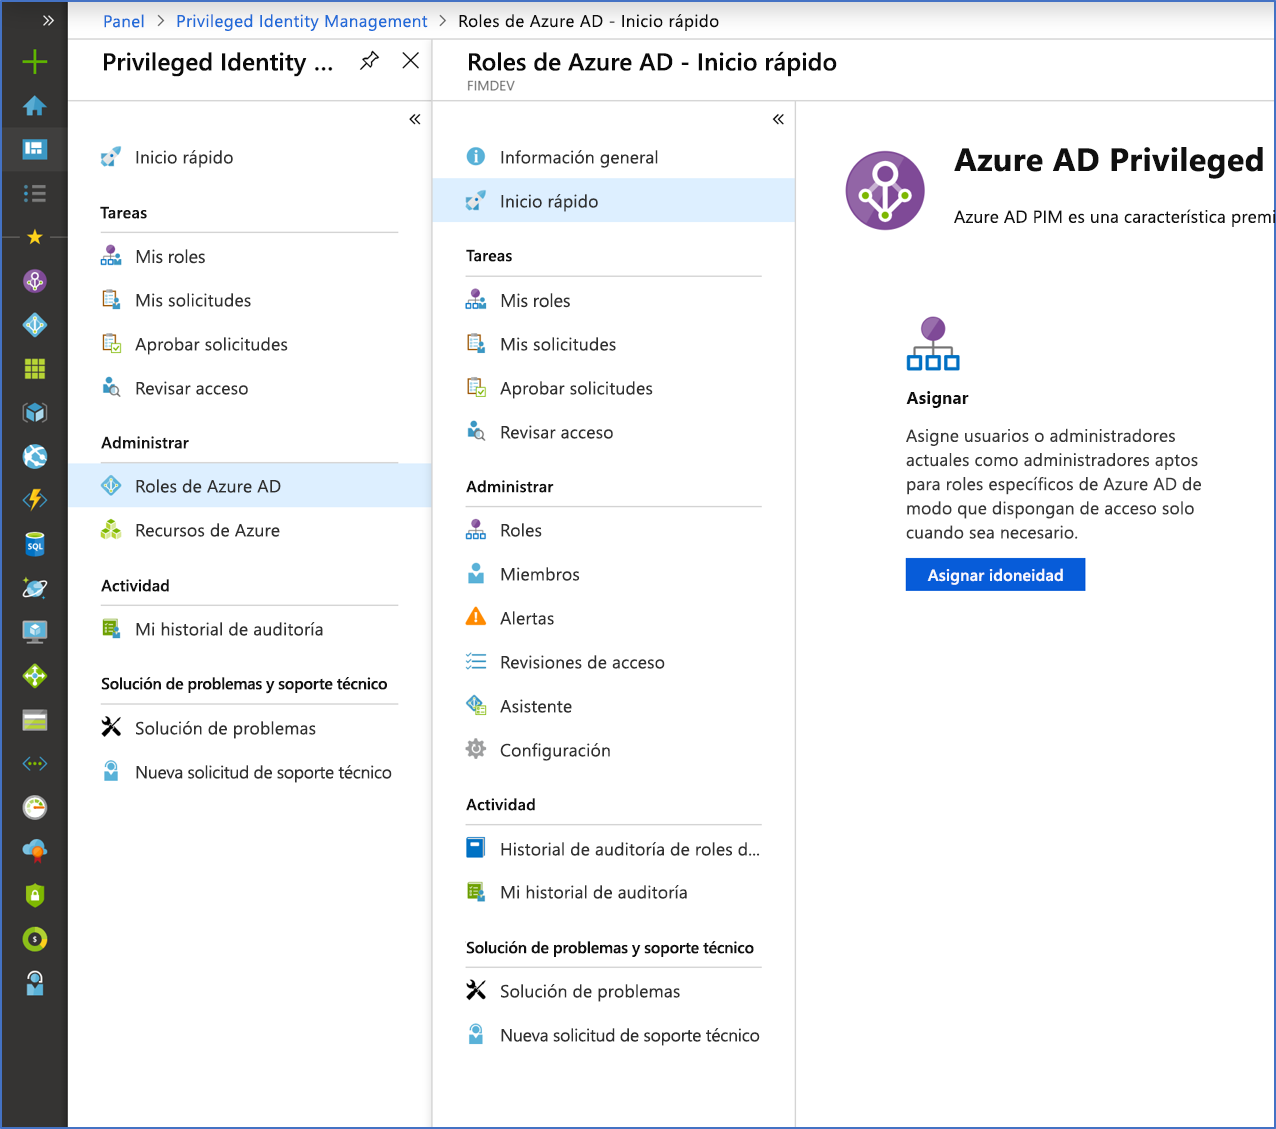 Panel > Privileged Identity Management > Roles de Azure AD - Inicio rápido
Privileged Identity ...
Inicio rápido
Tareas
Mis roles
Mis solicitudes
Aprobar solicitudes
Revisar acceso
Administrar
Roles de Azure AD
Recursos de Azure
Actividad
Mi historial de auditoría
Solución de problemas y soporte técnico
Solución de problemas
Nueva solicitud de soporte técnico
Roles de Azure AD - Inicio rápido
FIMDEV
Información general
Inicio rápido
Tareas
Mis roles
Mis solicitudes
Aprobar solicitudes
Revisar acceso
Administrar
Roles
Miembros
Alertas
Revisiones de acceso
Asistente
Configuración
Actividad
Historial de auditoría de roles d...
Mi historial de auditoría
Solución de problemas y soporte técnico
Solución de problemas
Nueva solicitud de soporte técnico
Azure AD Privileged
Azure AD PIM es una característica premi
Asignar
Asigne usuarios o administradores
actuales como administradores aptos
para roles específicos de Azure AD de
modo que dispongan de acceso solo
cuando sea necesario.
Asignar idoneidad
SQL